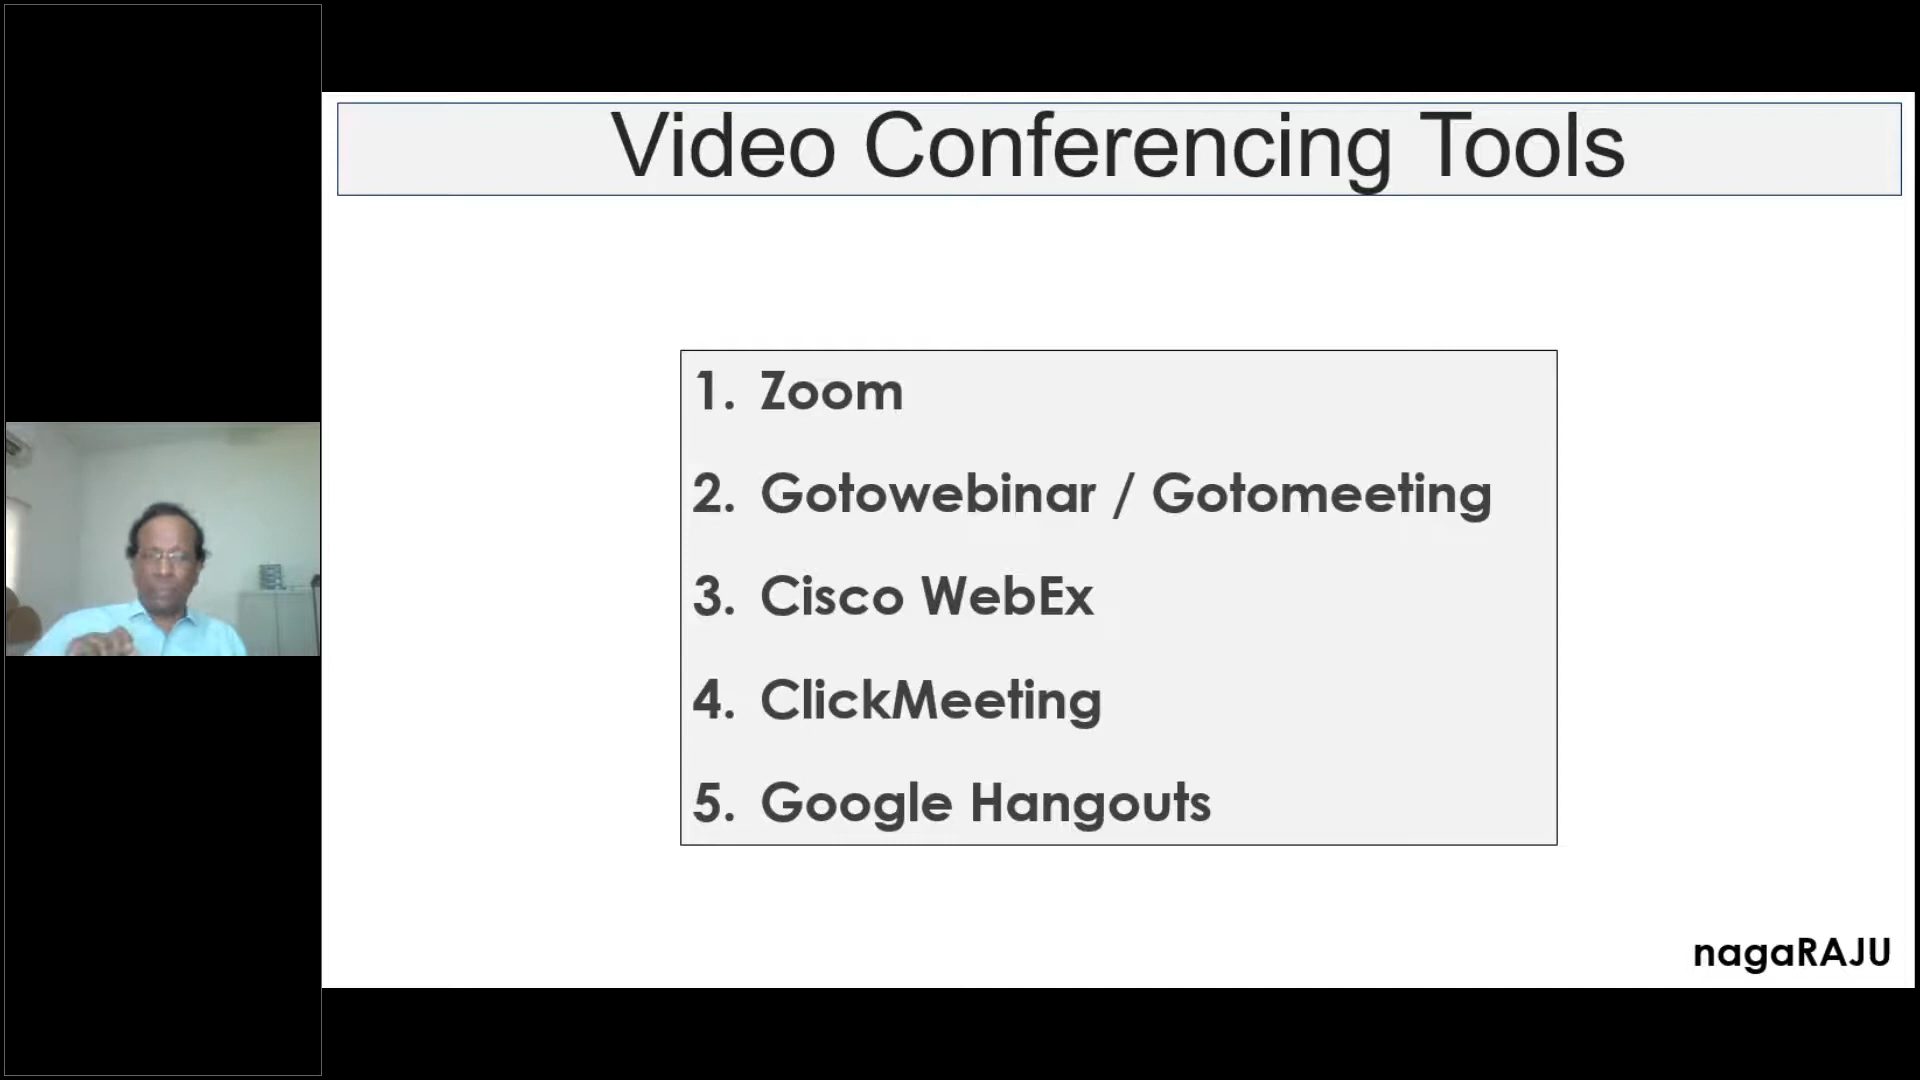 Video Conferencing Tools
1. Zoom
2. Gotowebinar / Gotomeeting
3. Cisco WebEx
4. ClickMeeting
5. Google Hangouts
nagaRAJU